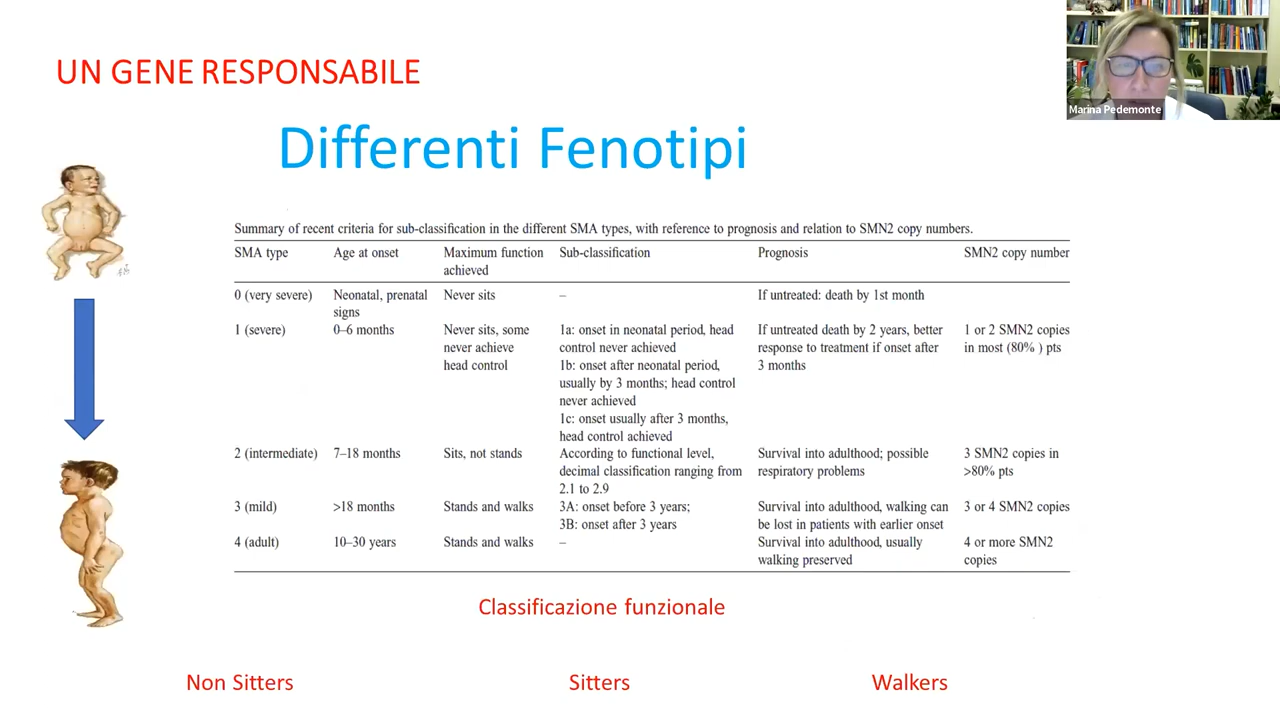 UN GENE RESPONSABILE
Marina Pedemonte
Differenti Fenotipi
Summary of recent criteria for sub-classification in the different SMA types, with reference to prognosis and relation to SMN2 copy numbers.
SMA type Age at onset Maximum function achieved Sub-classification Prognosis SMN2 copy number
0 (very severe) Neonatal, prenatal signs Never sits – If untreated: death by 1st month
1 (severe) 0–6 months Never sits, some never achieve head control 1a: onset in neonatal period, head control never achieved If untreated death by 2 years, better response to treatment if onset after 3 months 1 or 2 SMN2 copies in most (80% ) pts
1b: onset after neonatal period, usually by 3 months; head control never achieved
1c: onset usually after 3 months, head control achieved
2 (intermediate) 7–18 months Sits, not stands According to functional level, decimal classification ranging from 2.1 to 2.9 Survival into adulthood; possible respiratory problems 3 SMN2 copies in >80% pts
3 (mild) >18 months Stands and walks 3A: onset before 3 years; 3B: onset after 3 years Survival into adulthood, walking can be lost in patients with earlier onset 3 or 4 SMN2 copies
4 (adult) 10–30 years Stands and walks – Survival into adulthood, usually walking preserved 4 or more SMN2 copies
Classificazione funzionale
Non Sitters Sitters Walkers